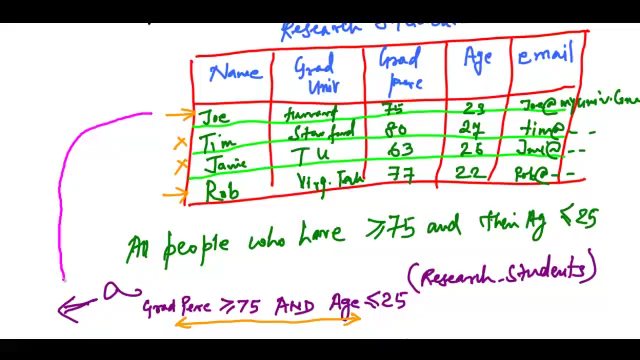 Research Studen
Name Grad Univ Grad perc Age email
Joe Harvard 75 23 Joe@myuniv.
Tim Stanford 80 27 tim@--
Jamie TU 63 26 @--
Rob Virg. Tech 77 22 Rob@--
All people who have ≥75 and their Ag ≤25
σ Grad Perc ≥75 AND Age ≤25 (Research_Students)